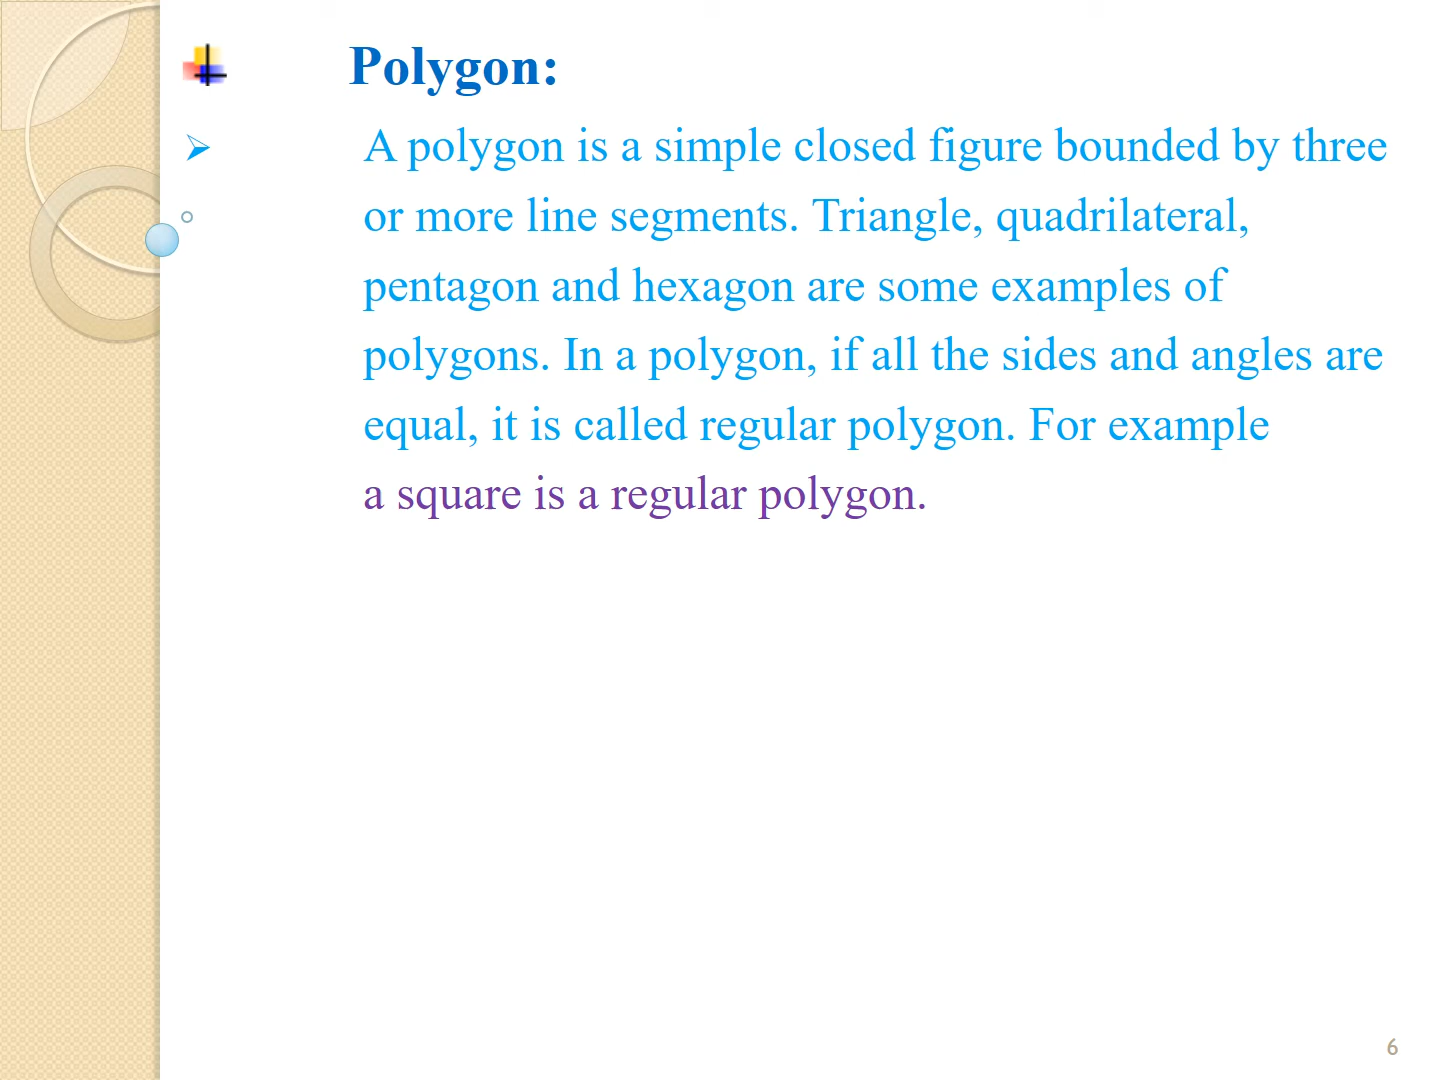 Polygon:
A polygon is a simple closed figure bounded by three
or more line segments. Triangle, quadrilateral,
pentagon and hexagon are some examples of
polygons. In a polygon, if all the sides and angles are
equal, it is called regular polygon. For example
a square is a regular polygon.
6